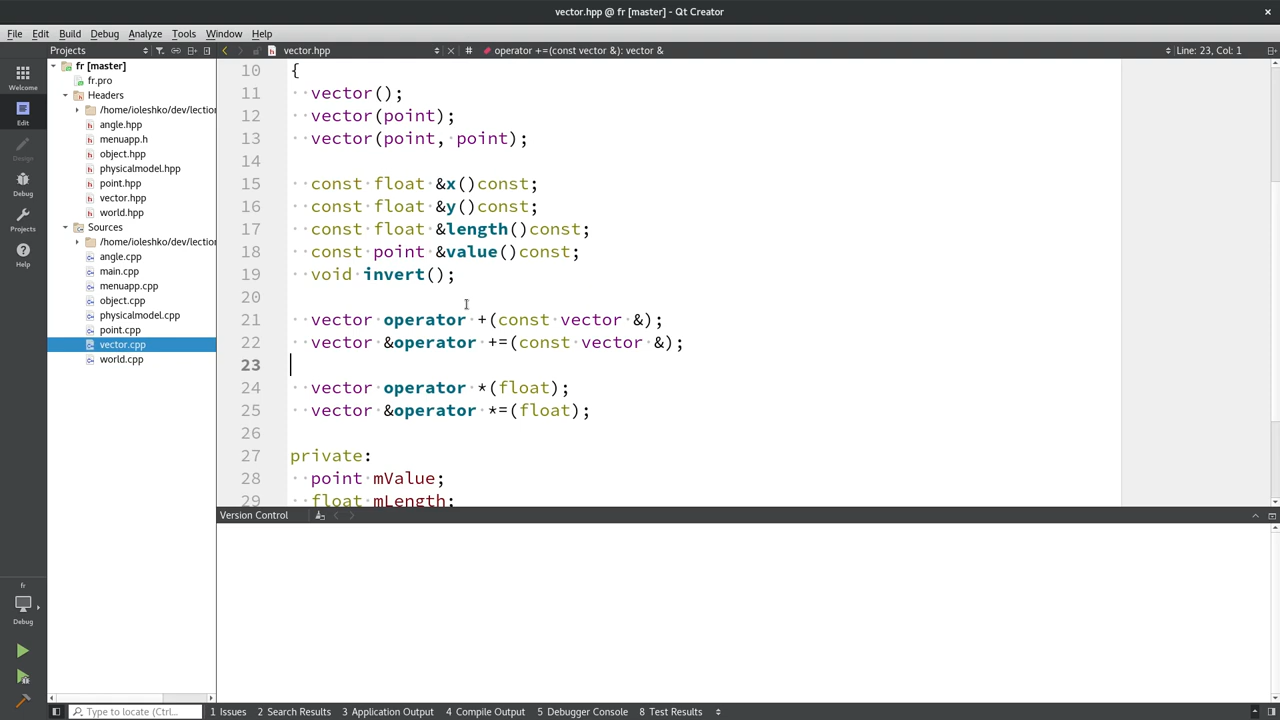 vector.hpp @ fr [master] - Qt Creator
File Edit Build Debug Analyze Tools Window Help
Projects
vector.hpp
# operator +=(const vector &): vector &
Line: 23, Col: 1
Welcome
Edit
Design
Debug
Projects
Help
fr
Debug
fr [master]
fr.pro
Headers
/home/ioleshko/dev/lection
angle.hpp
menuapp.h
object.hpp
physicalmodel.hpp
point.hpp
vector.hpp
world.hpp
Sources
/home/ioleshko/dev/lection
angle.cpp
main.cpp
menuapp.cpp
object.cpp
physicalmodel.cpp
point.cpp
vector.cpp
world.cpp
10 {
11 vector();
12 vector(point);
13 vector(point, point);
14
15 const float &x()const;
16 const float &y()const;
17 const float &length()const;
18 const point &value()const;
19 void invert();
20
21 vector operator +(const vector &);
22 vector &operator +=(const vector &);
23
24 vector operator *(float);
25 vector &operator *=(float);
26
27 private:
28 point mValue;
29 float mLength;
Version Control
Type to locate (Ctrl... 1 Issues 2 Search Results 3 Application Output 4 Compile Output 5 Debugger Console 8 Test Results